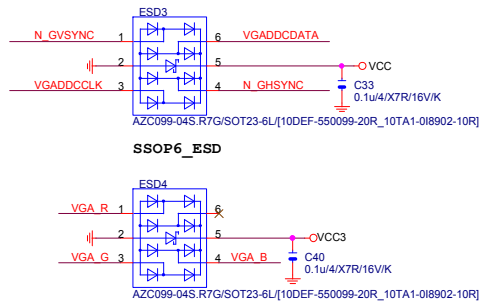 ESD3
N_GVSYNC 1 6 VGADDCDATA
2 5 VCC
VGADDCCLK 3 4 N_GHSYNC
C33
0.1u/4/X7R/16V/K
AZC099-04S.R7G/SOT23-6L/[10DEF-550099-20R_10TA1-0I8902-10R]
SSOP6_ESD
ESD4
VGA_R 1 6
2 5 VCC3
VGA_G 3 4 VGA_B
C40
0.1u/4/X7R/16V/K
AZC099-04S.R7G/SOT23-6L/[10DEF-550099-20R_10TA1-0I8902-10R]